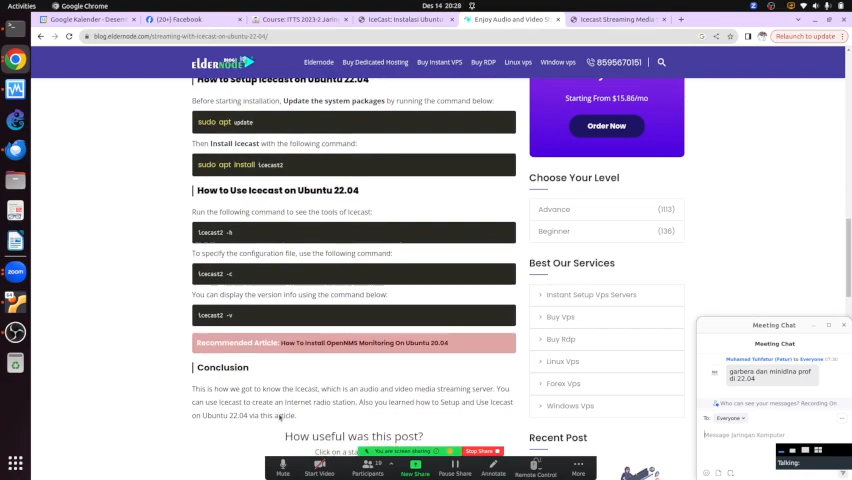 Activities
Google Chrome
Des 14 20:28
Google Kalender - Desem
(20+) Facebook
Course: ITTS 2023-2 Jarin
IceCast: Instalasi Ubuntu
Enjoy Audio and Video S
Icecast Streaming Media
blog.eldernode.com/streaming-with-icecast-on-ubuntu-22-04/
Relaunch to update
ELDERNODE
BLOG
Eldernode
Buy Dedicated Hosting
Buy Instant VPS
Buy RDP
Linux vps
Window vps
8595670151
How to Setup Icecast on Ubuntu 22.04
Before starting installation, Update the system packages by running the command below:
sudo apt update
Then Install Icecast with the following command:
sudo apt install icecast2
How to Use Icecast on Ubuntu 22.04
Run the following command to see the tools of Icecast:
icecast2 -h
To specify the configuration file, use the following command:
icecast2 -c
You can display the version info using the command below:
icecast2 -v
Recommended Article: How To Install OpenNMS Monitoring On Ubuntu 20.04
Conclusion
This is how we got to know the Icecast, which is an audio and video media streaming server. You
can use Icecast to create an Internet radio station. Also you learned how to Setup and Use Icecast
on Ubuntu 22.04 via this article.
How useful was this post?
Click on a sta
Starting From $15.86/mo
Order Now
Choose Your Level
Advance (1113)
Beginner (136)
Best Our Services
Instant Setup Vps Servers
Buy Vps
Buy Rdp
Linux Vps
Forex Vps
Windows Vps
Recent Post
You are screen sharing
Stop Share
Mute
Start Video
Participants
19
New Share
Pause Share
Annotate
Remote Control
More
Meeting Chat
Meeting Chat
Muhamad Tuhfatur (Fatur) to Everyone 07:30
garbera dan minidlna prof
di 22.04
Who can see your messages? Recording On
To: Everyone
Message Jaringan Komputer
Talking:
zoom